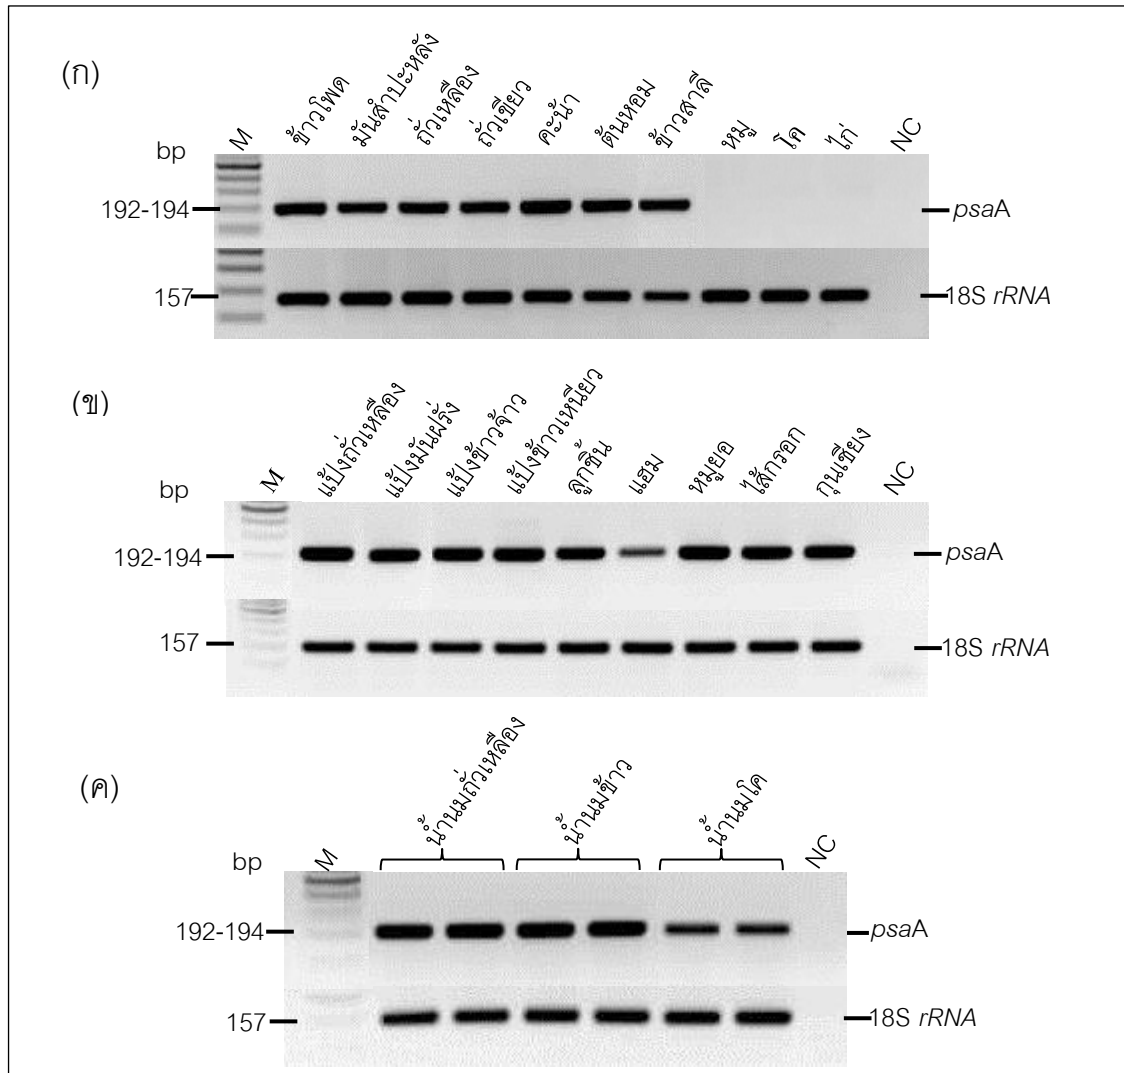 (ก)
bp
M
ข้าวโพด
มันสำปะหลัง
ถั่วเหลือง
ถั่วเขียว
คะน้า
ต้นหอม
ข้าวสาลี
หมู
โค
ไก่
NC
192-194
psaA
157
18S rRNA
(ข)
bp
M
แป้งถั่วเหลือง
แป้งมันฝรั่ง
แป้งข้าวจ้าว
แป้งข้าวเหนียว
ลูกชิ้น
แฮม
หมูยอ
ไส้กรอก
กุนเชียง
NC
192-194
psaA
157
18S rRNA
(ค)
bp
M
น้ำนมถั่วเหลือง
น้ำนมข้าว
น้ำนมโค
NC
192-194
psaA
157
18S rRNA